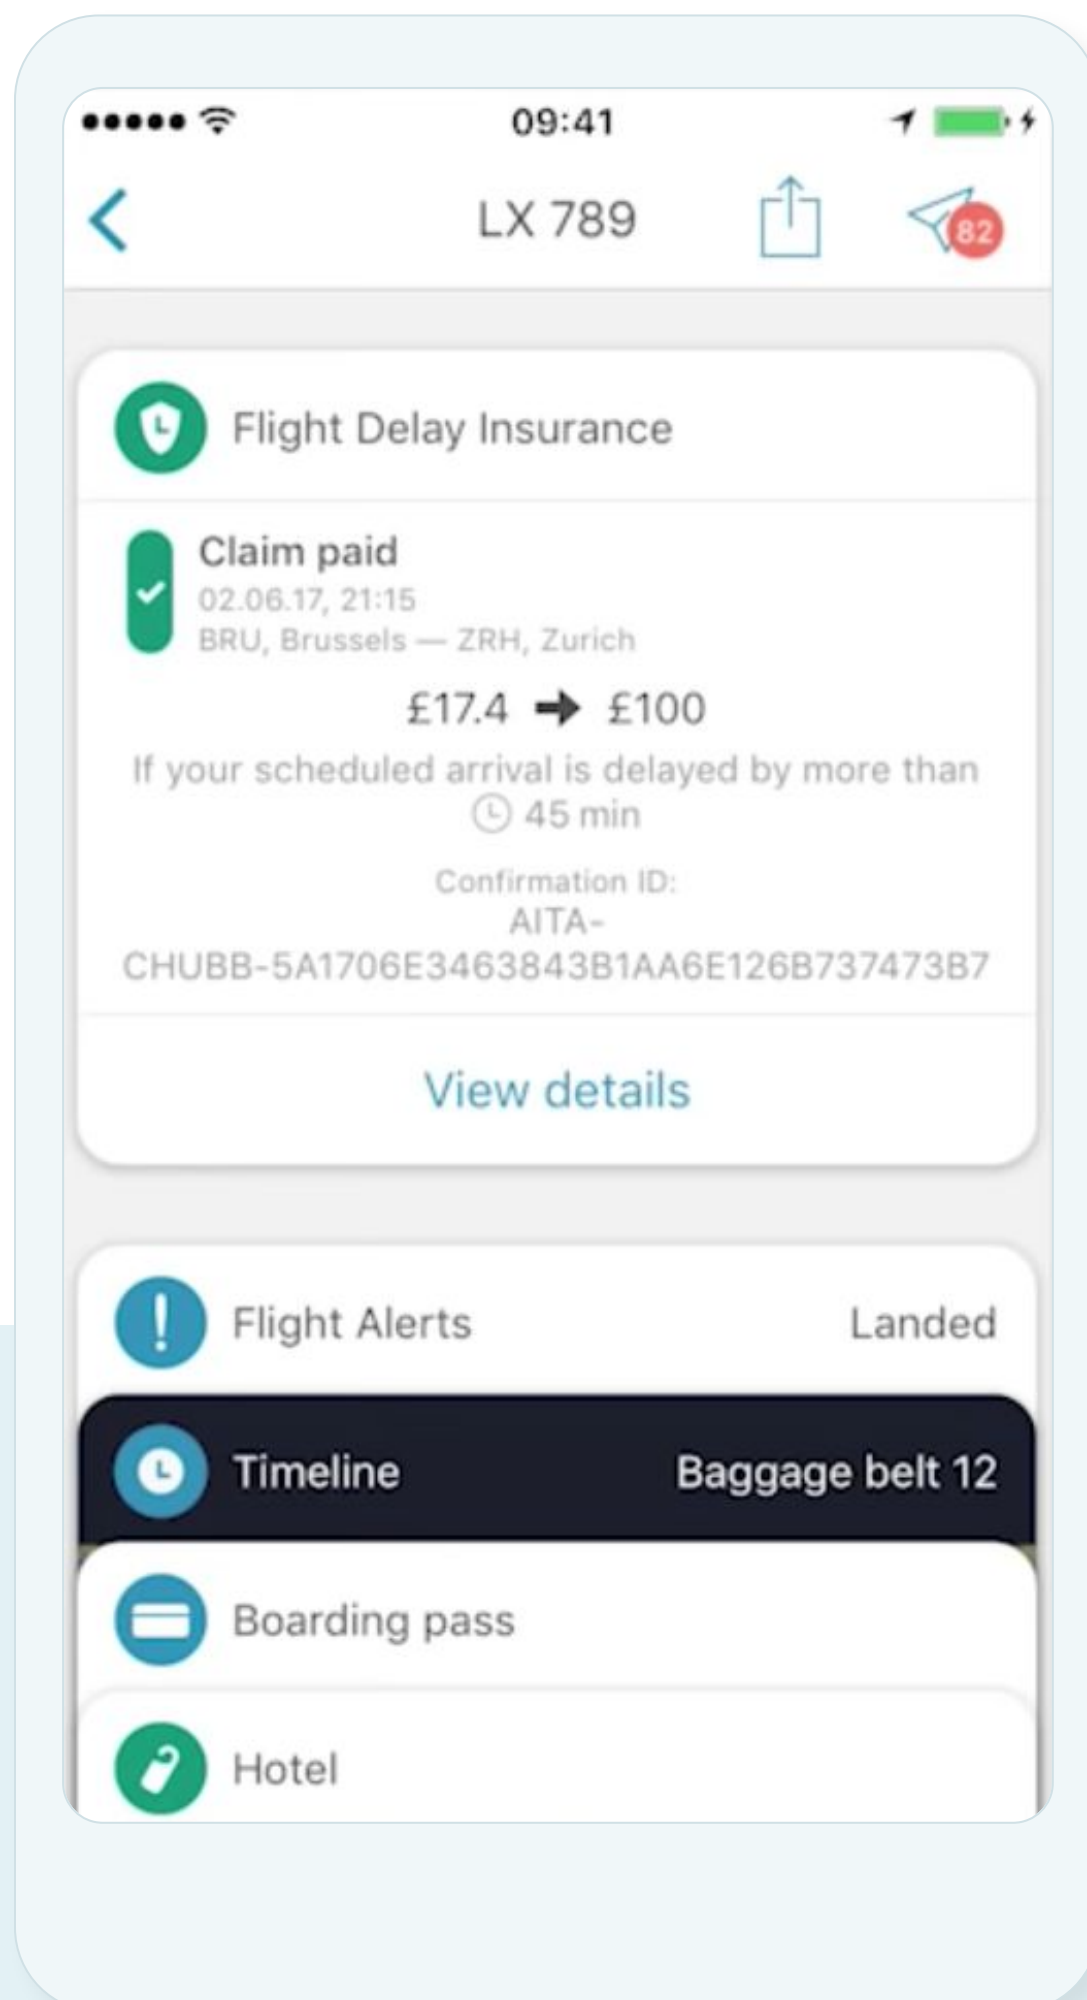 09:41
LX 789
82
Flight Delay Insurance
Claim paid
02.06.17, 21:15
BRU, Brussels — ZRH, Zurich
£17.4 → £100
If your scheduled arrival is delayed by more than
45 min
Confirmation ID:
AITA-
CHUBB-5A1706E3463843B1AA6E126B737473B7
View details
Flight Alerts Landed
Timeline Baggage belt 12
Boarding pass
Hotel